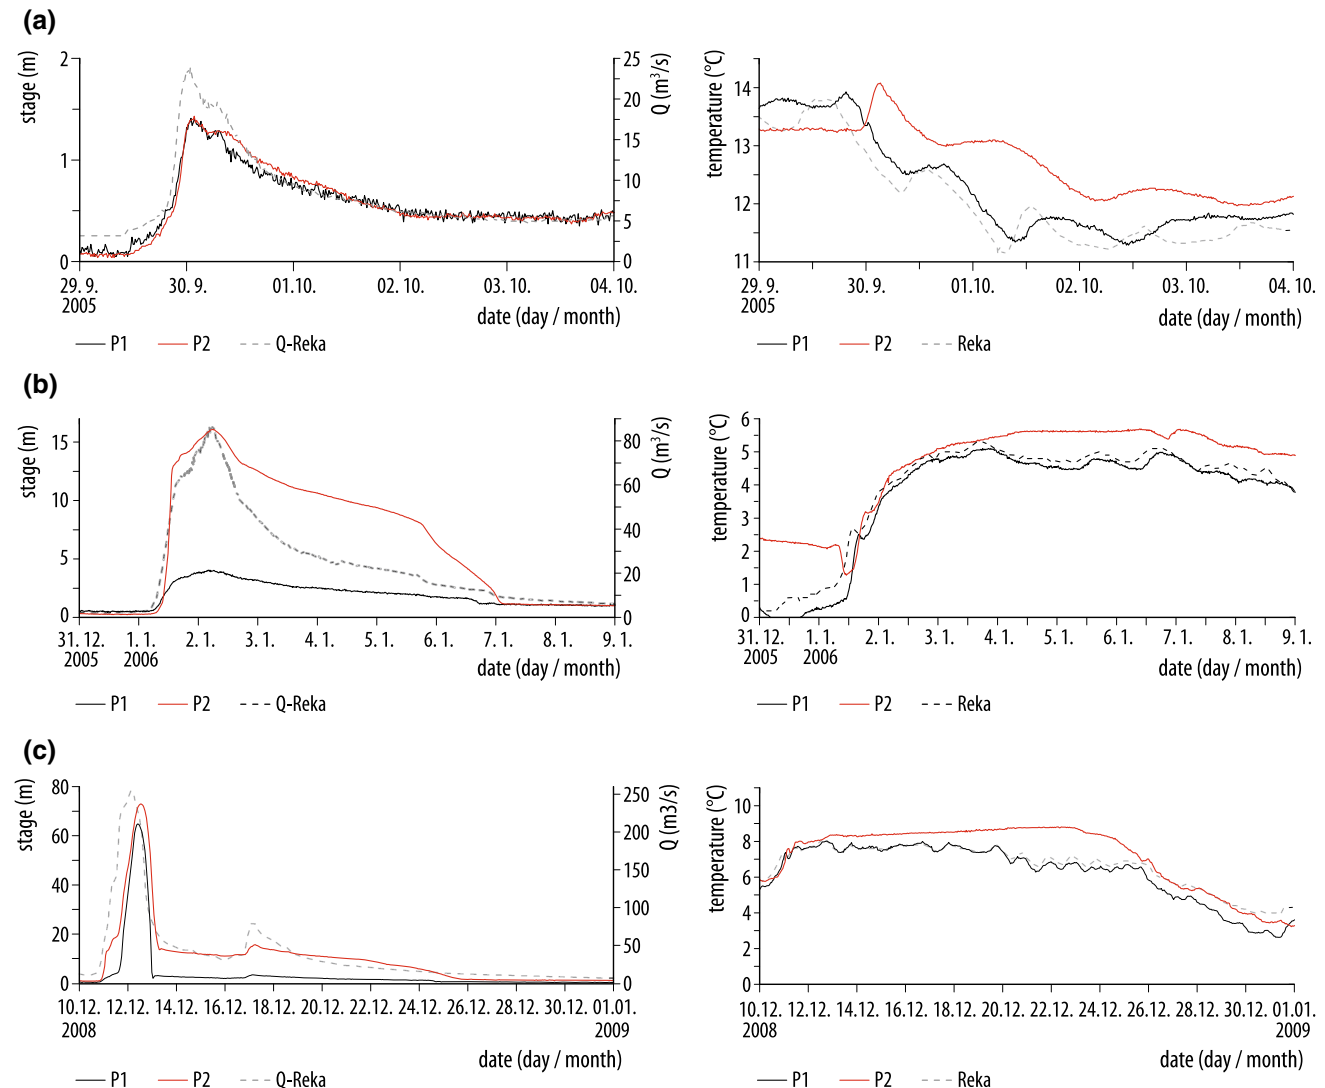 (a)
stage (m)
2
1
0
25
20
15
10
5
0
Q (m³/s)
29. 9. 30. 9. 01. 10. 02. 10. 03. 10. 04. 10.
2005
date (day / month)
P1 P2 Q-Reka
temperature (°C)
14
13
12
11
29. 9. 30. 9. 01. 10. 02. 10. 03. 10. 04. 10.
2005
date (day / month)
P1 P2 Reka
(b)
stage (m)
15
10
5
0
80
60
40
20
0
Q (m³/s)
31. 12. 1. 1. 2. 1. 3. 1. 4. 1. 5. 1. 6. 1. 7. 1. 8. 1. 9. 1.
2005 2006
date (day / month)
P1 P2 Q-Reka
temperature (°C)
6
5
4
3
2
1
0
31. 12. 1. 1. 2. 1. 3. 1. 4. 1. 5. 1. 6. 1. 7. 1. 8. 1. 9. 1.
2005 2006
date (day / month)
P1 P2 Reka
(c)
stage (m)
80
60
40
20
0
250
200
150
100
50
0
Q (m3/s)
10.12. 12.12. 14.12. 16.12. 18.12. 20.12. 22.12. 24.12. 26.12. 28.12. 30.12. 01.01.
2008 2009
date (day / month)
P1 P2 Q-Reka
temperature (°C)
10
8
6
4
2
0
10.12. 12.12. 14.12. 16.12. 18.12. 20.12. 22.12. 24.12. 26.12. 28.12. 30.12. 01.01.
2008 2009
date (day / month)
P1 P2 Reka